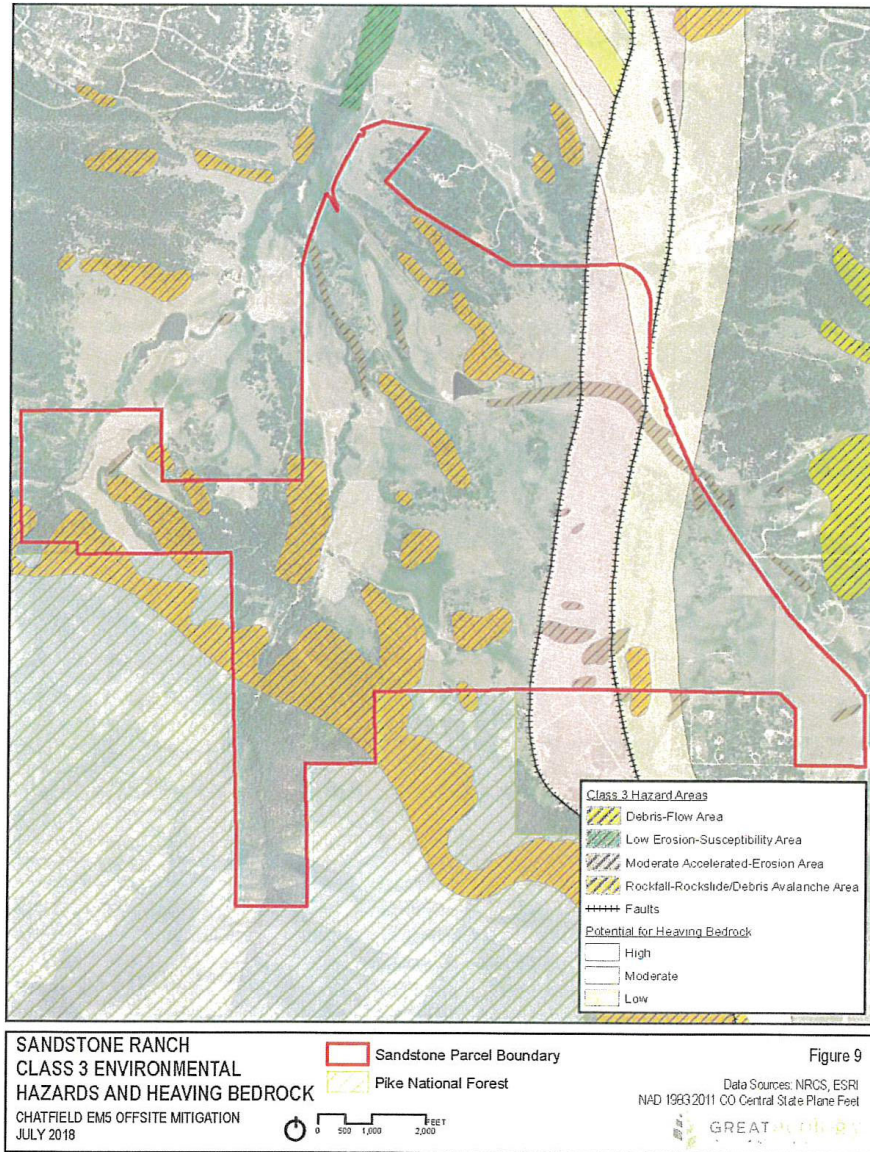 Class 3 Hazard Areas
Debris-Flow Area
Low Erosion-Susceptibility Area
Moderate Accelerated-Erosion Area
Rockfall-Rockslide/Debris Avalanche Area
Faults
Potential for Heaving Bedrock
High
Moderate
Low
SANDSTONE RANCH
CLASS 3 ENVIRONMENTAL
HAZARDS AND HEAVING BEDROCK
CHATFIELD EM5 OFFSITE MITIGATION
JULY 2018
Sandstone Parcel Boundary
Pike National Forest
0 500 1,000 2,000
FEET
Figure 9
Data Sources: NRCS, ESRI
NAD 1983 2011 CO Central State Plane Feet
GREAT